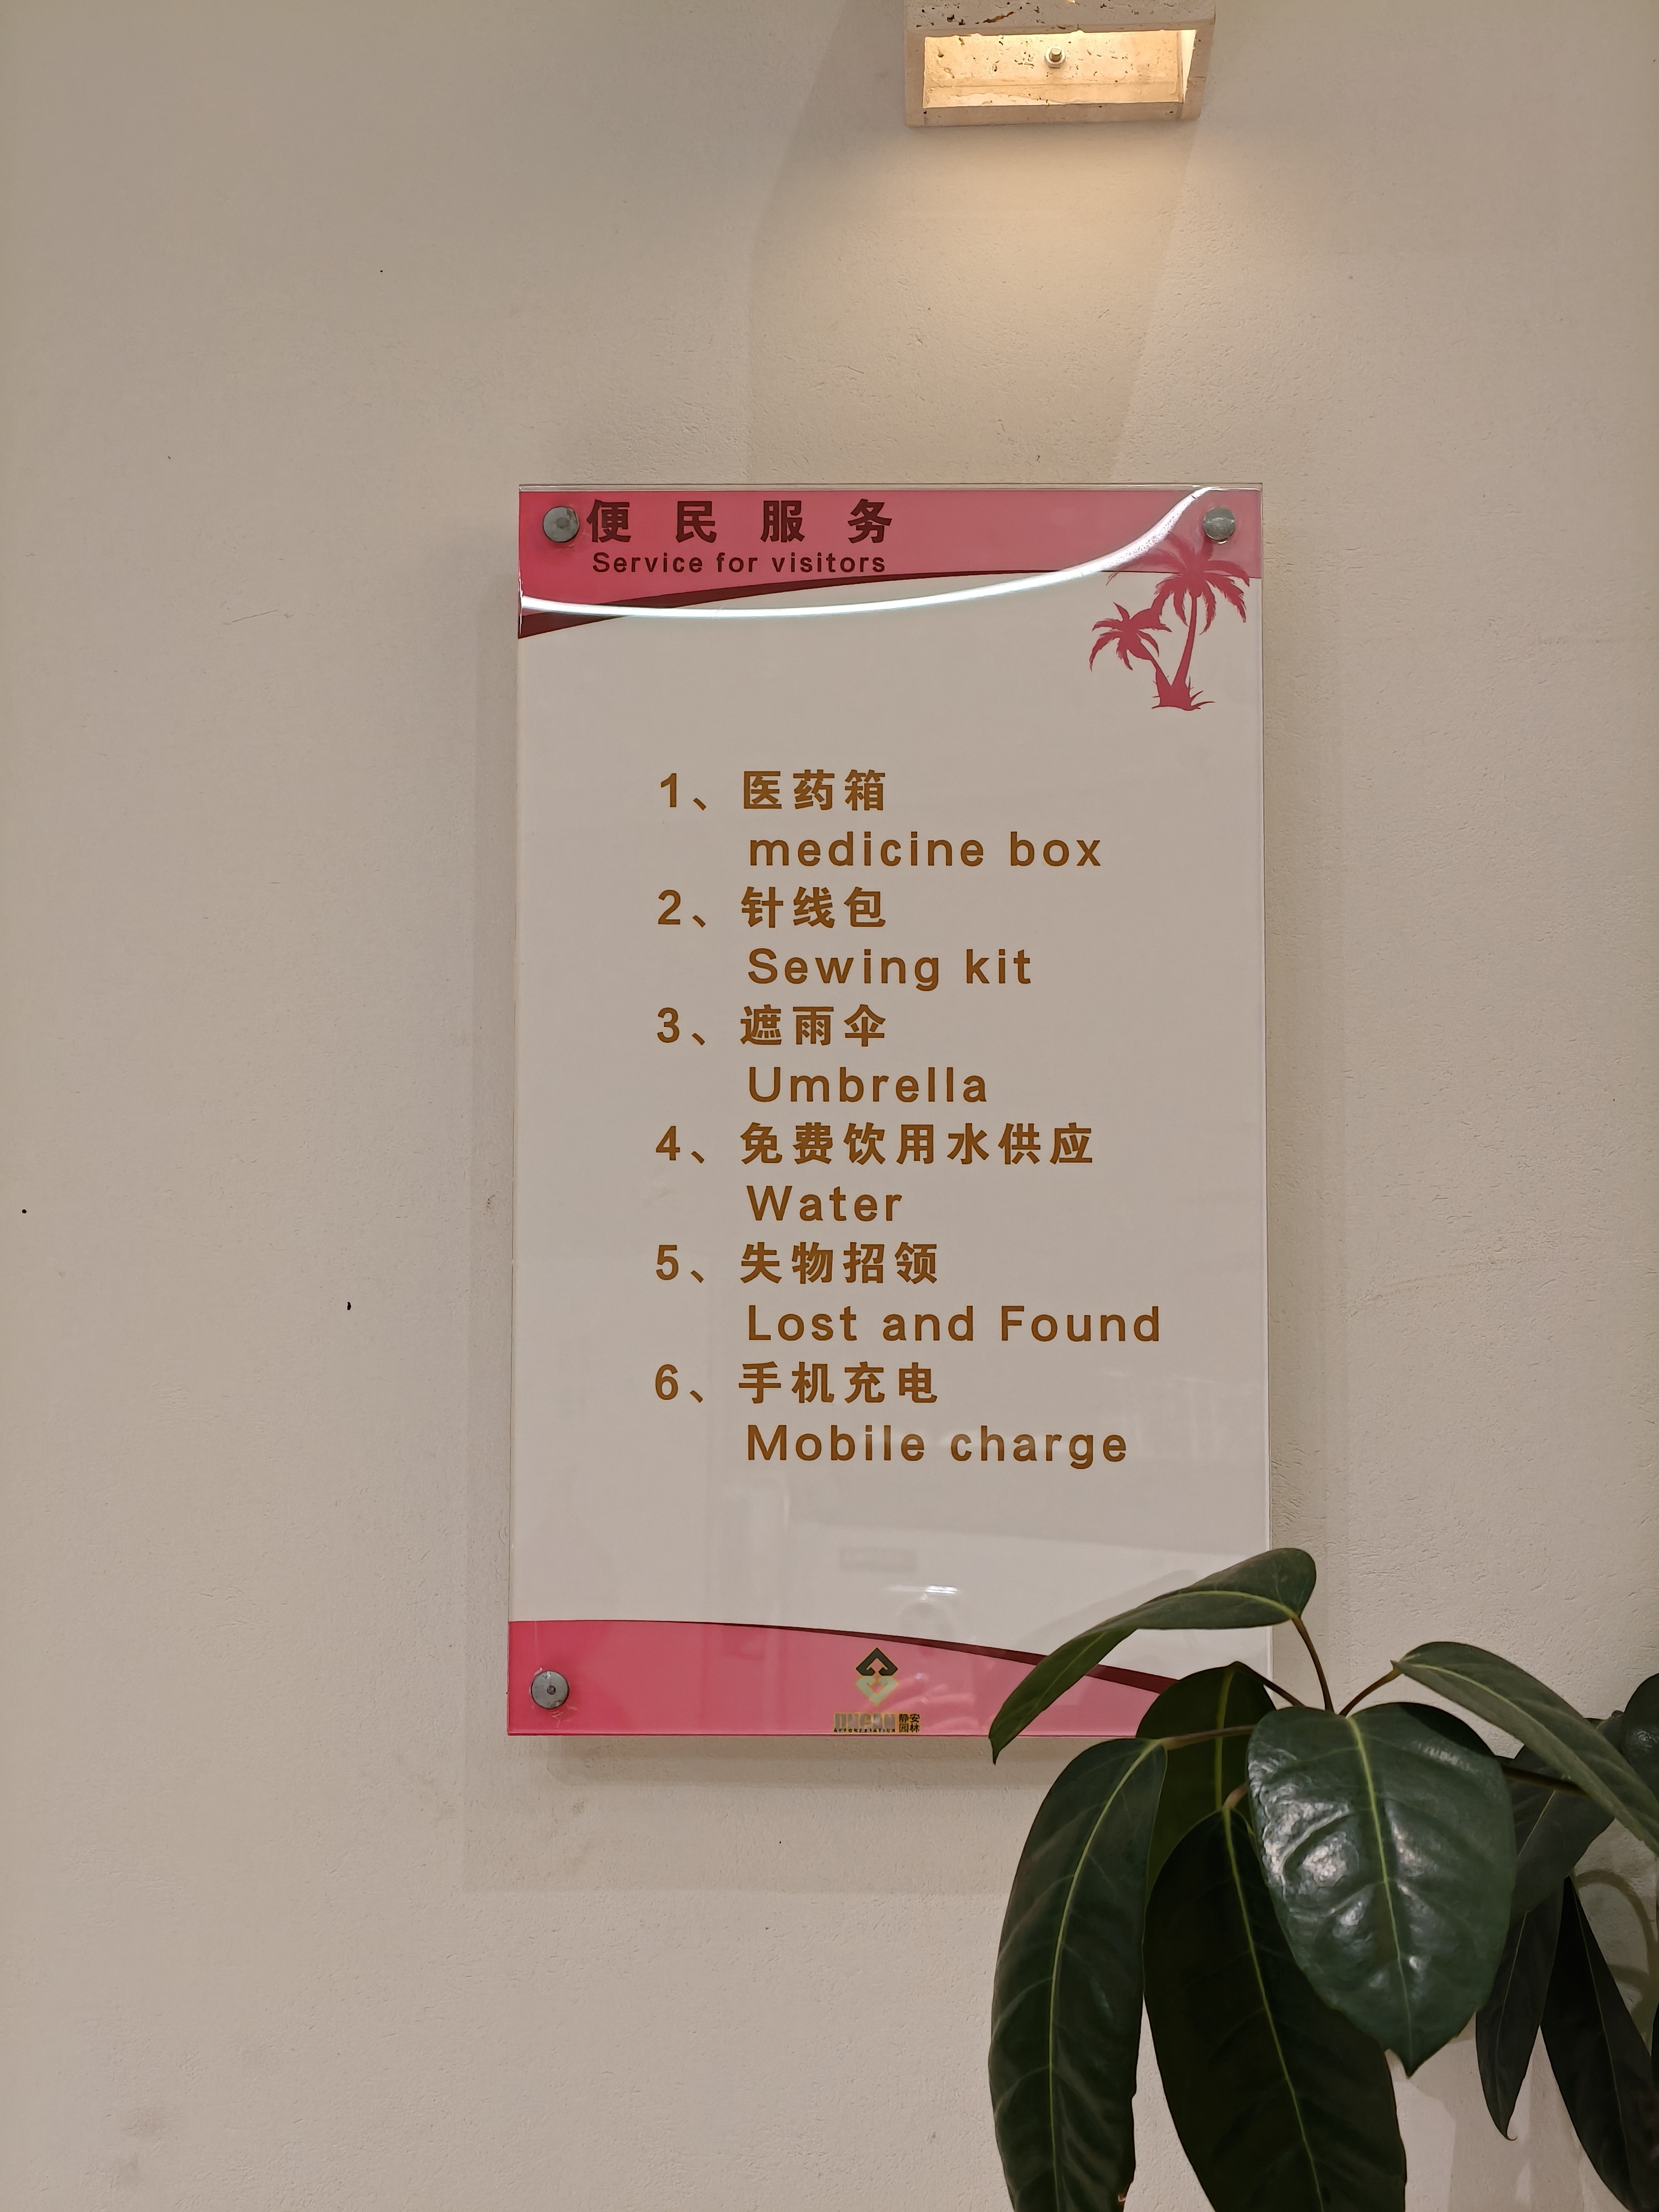 便民服务
Service for visitors
1、医药箱
medicine box
2、针线包
Sewing kit
3、遮雨伞
Umbrella
4、免费饮用水供应
Water
5、失物招领
Lost and Found
6、手机充电
Mobile charge
静安
园林